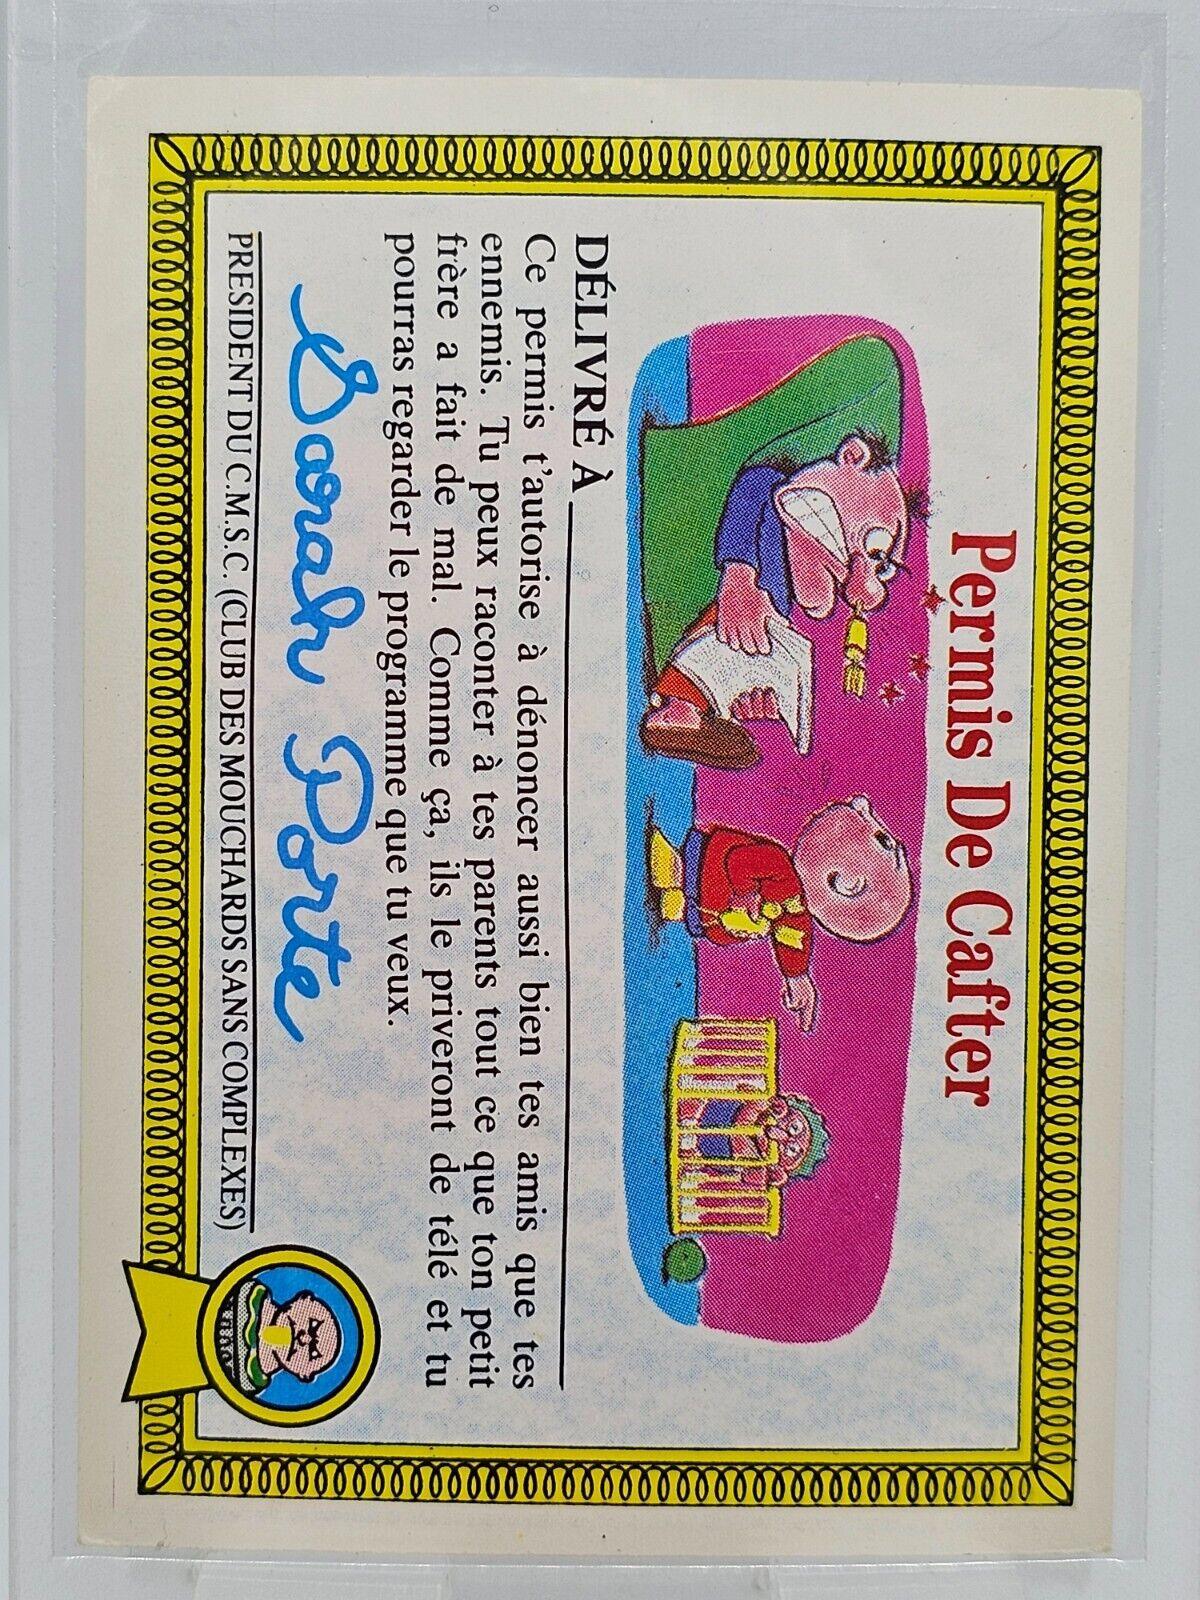 Permis De Cafter
DÉLIVRÉ À
Ce permis t'autorise à dénoncer aussi bien tes amis que tes
ennemis. Tu peux raconter à tes parents tout ce que ton petit
frère a fait de mal. Comme ça, ils le priveront de télé et tu
pourras regarder le programme que tu veux.
Sarah Porte
PRESIDENT DU C.M.S.C. (CLUB DES MOUCHARDS SANS COMPLEXES)